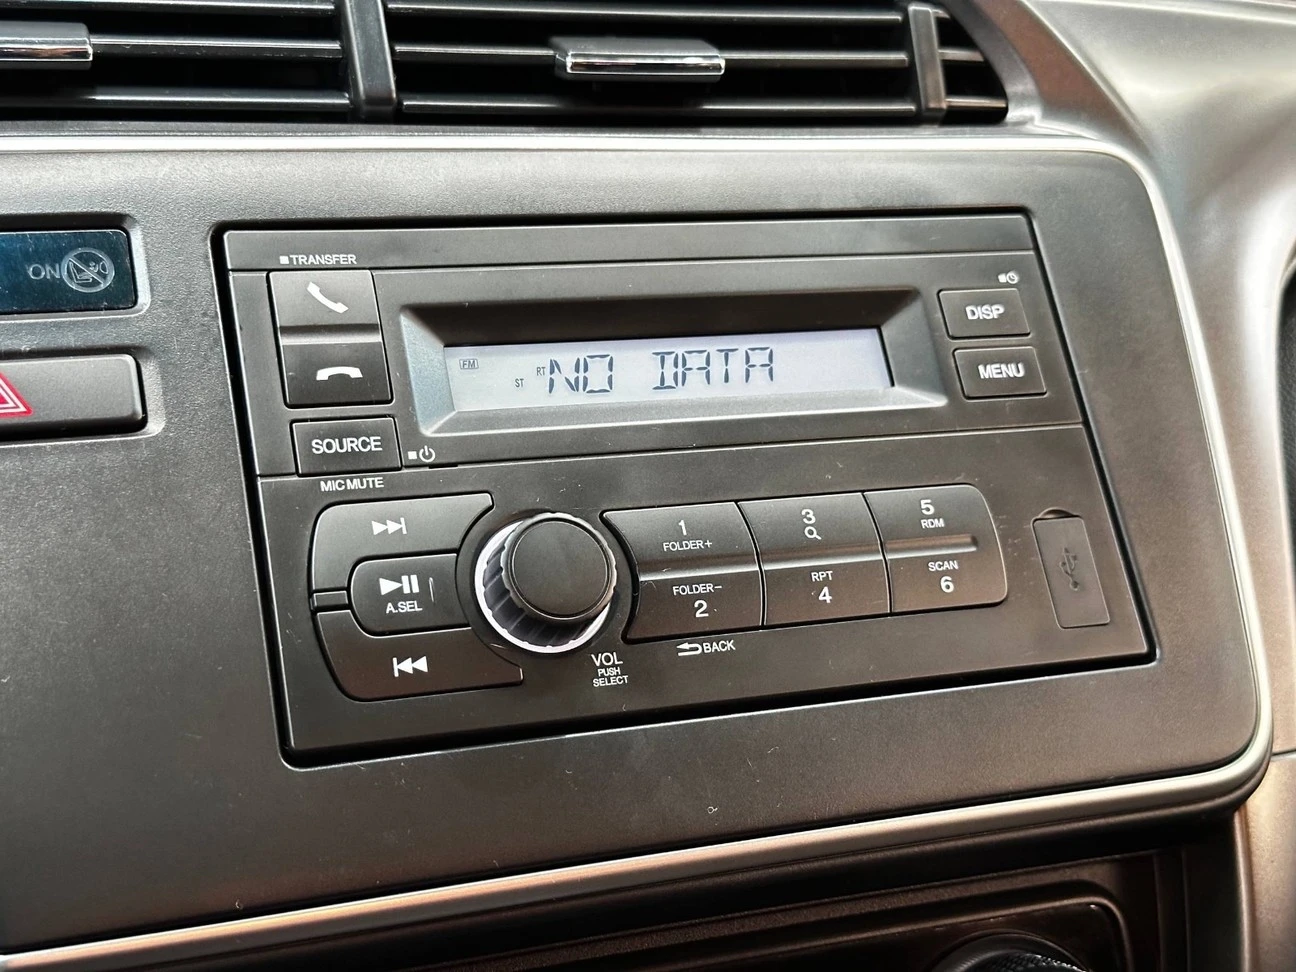 TRANSFER
ON
DISP
FM
ST
RT
NO DATA
MENU
SOURCE
MIC MUTE
1
FOLDER+
3
5
RDM
A.SEL
FOLDER-
2
RPT
4
SCAN
6
BACK
VOL
PUSH
SELECT